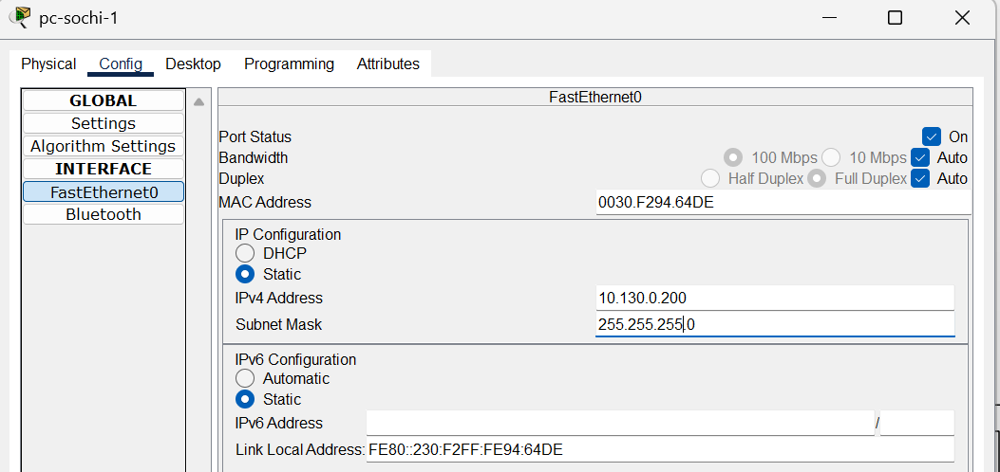 pc-sochi-1
Physical Config Desktop Programming Attributes
GLOBAL
Settings
Algorithm Settings
INTERFACE
FastEthernet0
Bluetooth
FastEthernet0
Port Status On
Bandwidth 100 Mbps 10 Mbps Auto
Duplex Half Duplex Full Duplex Auto
MAC Address 0030.F294.64DE
IP Configuration
DHCP
Static
IPv4 Address 10.130.0.200
Subnet Mask 255.255.255.0
IPv6 Configuration
Automatic
Static
IPv6 Address /
Link Local Address: FE80::230:F2FF:FE94:64DE